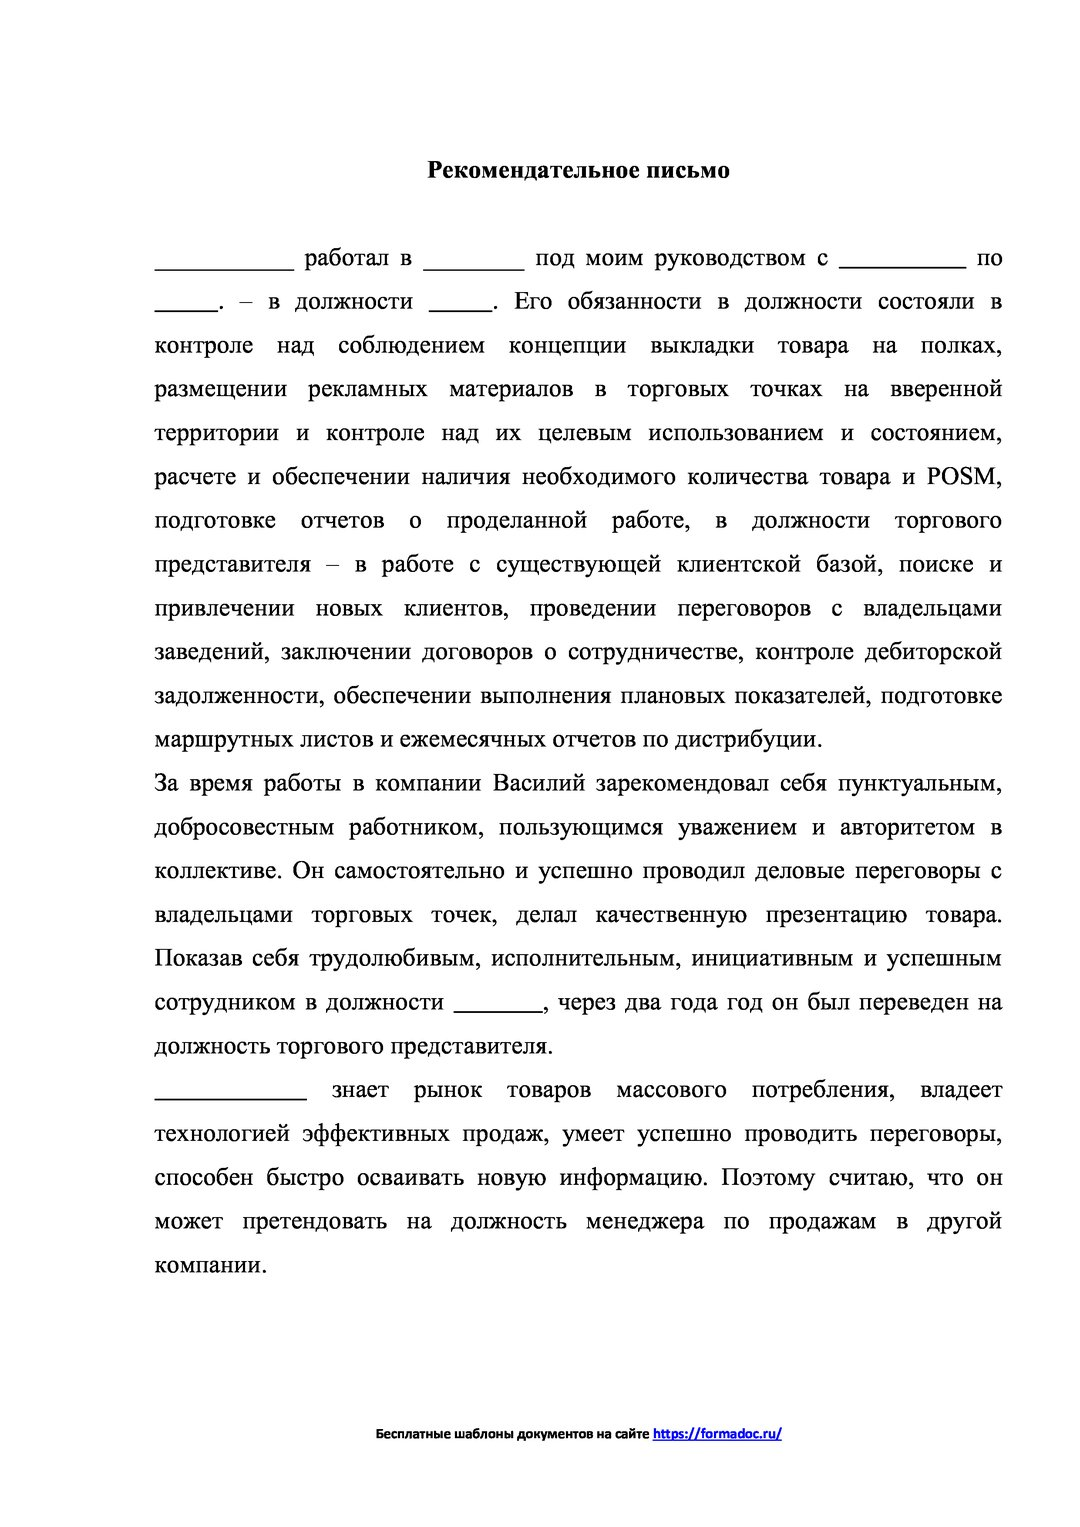 Рекомендательное письмо
___________ работал в ________ под моим руководством с __________ по
_____. – в должности _____. Его обязанности в должности состояли в
контроле над соблюдением концепции выкладки товара на полках,
размещении рекламных материалов в торговых точках на вверенной
территории и контроле над их целевым использованием и состоянием,
расчете и обеспечении наличия необходимого количества товара и POSM,
подготовке отчетов о проделанной работе, в должности торгового
представителя – в работе с существующей клиентской базой, поиске и
привлечении новых клиентов, проведении переговоров с владельцами
заведений, заключении договоров о сотрудничестве, контроле дебиторской
задолженности, обеспечении выполнения плановых показателей, подготовке
маршрутных листов и ежемесячных отчетов по дистрибуции.
За время работы в компании Василий зарекомендовал себя пунктуальным,
добросовестным работником, пользующимся уважением и авторитетом в
коллективе. Он самостоятельно и успешно проводил деловые переговоры с
владельцами торговых точек, делал качественную презентацию товара.
Показав себя трудолюбивым, исполнительным, инициативным и успешным
сотрудником в должности _______, через два года год он был переведен на
должность торгового представителя.
____________ знает рынок товаров массового потребления, владеет
технологией эффективных продаж, умеет успешно проводить переговоры,
способен быстро осваивать новую информацию. Поэтому считаю, что он
может претендовать на должность менеджера по продажам в другой
компании.
Бесплатные шаблоны документов на сайте https://formadoc.ru/